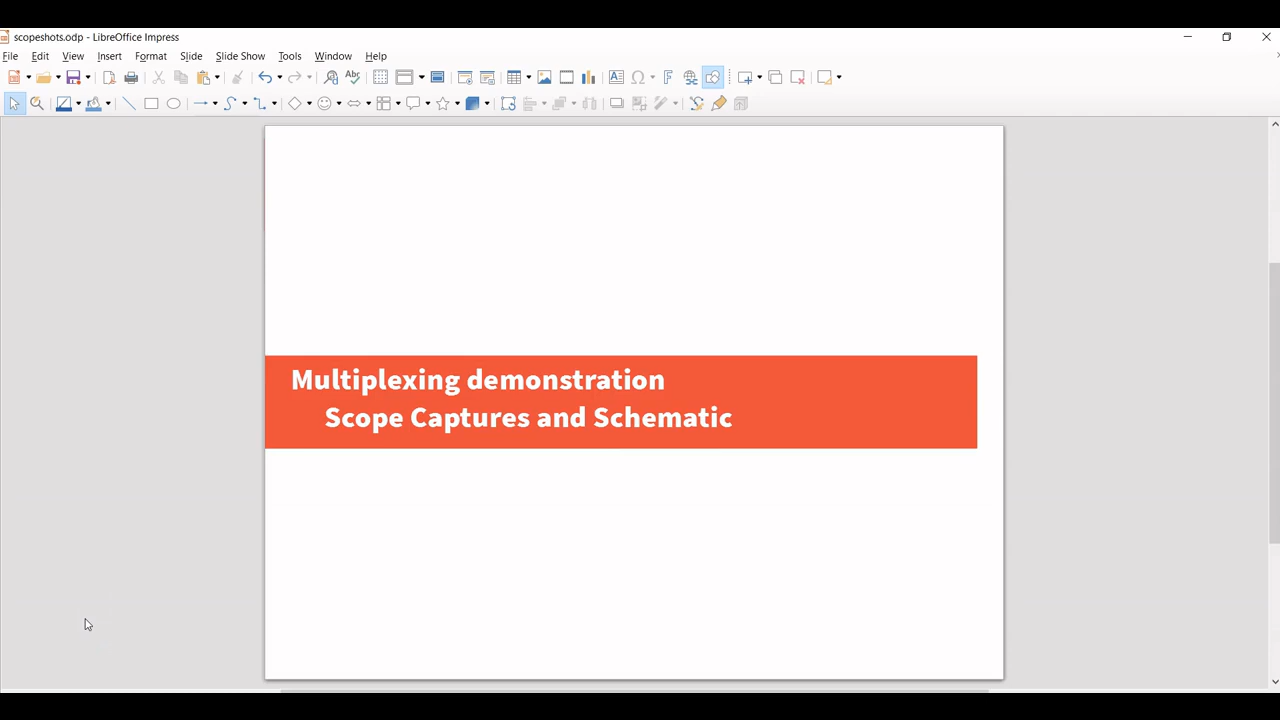 scopeshots.odp - LibreOffice Impress
File Edit View Insert Format Slide Slide Show Tools Window Help
Multiplexing demonstration
Scope Captures and Schematic